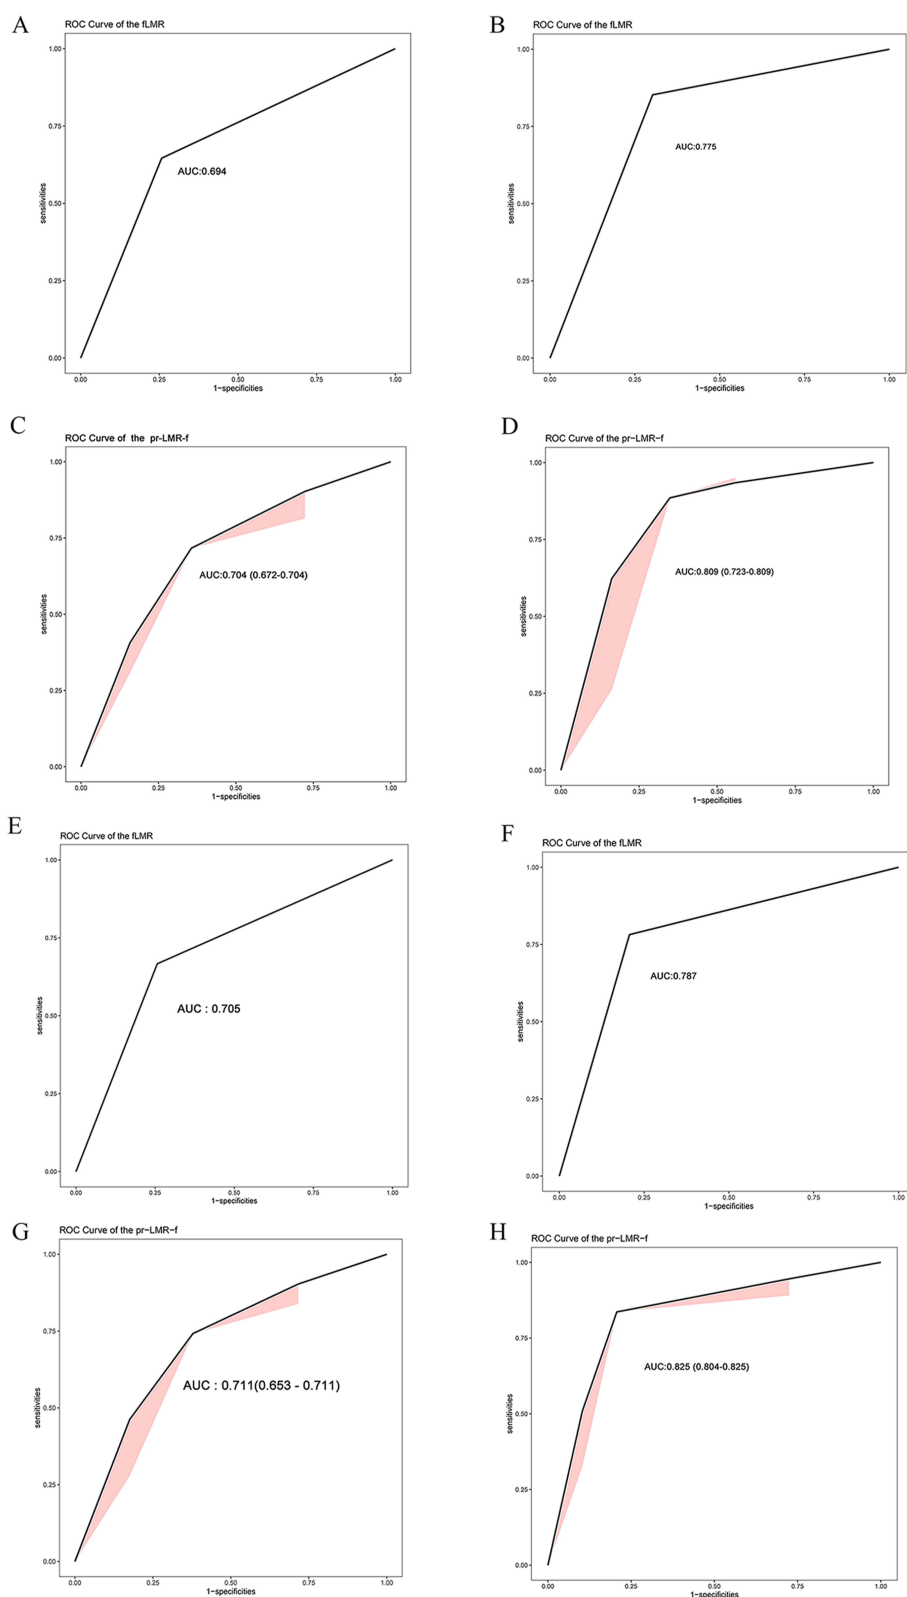 A
ROC Curve of the fLMR
1.00
0.75
0.50
0.25
0.00
sensitivities
AUC:0.694
0.00 0.25 0.50 0.75 1.00
1−specificities
B
ROC Curve of the fLMR
1.00
0.75
0.50
0.25
0.00
sensitivities
AUC:0.775
0.00 0.25 0.50 0.75 1.00
1−specificities
C
ROC Curve of the pr-LMR-f
1.00
0.75
0.50
0.25
0.00
sensitivities
AUC:0.704 (0.672-0.704)
0.00 0.25 0.50 0.75 1.00
1−specificities
D
ROC Curve of the pr−LMR−f
1.00
0.75
0.50
0.25
0.00
sensitivities
AUC:0.809 (0.723-0.809)
0.00 0.25 0.50 0.75 1.00
1−specificities
E
ROC Curve of the fLMR
1.00
0.75
0.50
0.25
0.00
sensitivities
AUC : 0.705
0.00 0.25 0.50 0.75 1.00
1−specificities
F
ROC Curve of the fLMR
1.00
0.75
0.50
0.25
0.00
sensitivities
AUC:0.787
0.00 0.25 0.50 0.75 1.00
1−specificities
G
ROC Curve of the pr−LMR−f
1.00
0.75
0.50
0.25
0.00
sensitivities
AUC : 0.711(0.653 - 0.711)
0.00 0.25 0.50 0.75 1.00
1−specificities
H
ROC Curve of the pr−LMR−f
1.00
0.75
0.50
0.25
0.00
sensitivities
AUC:0.825 (0.804-0.825)
0.00 0.25 0.50 0.75 1.00
1−specificities